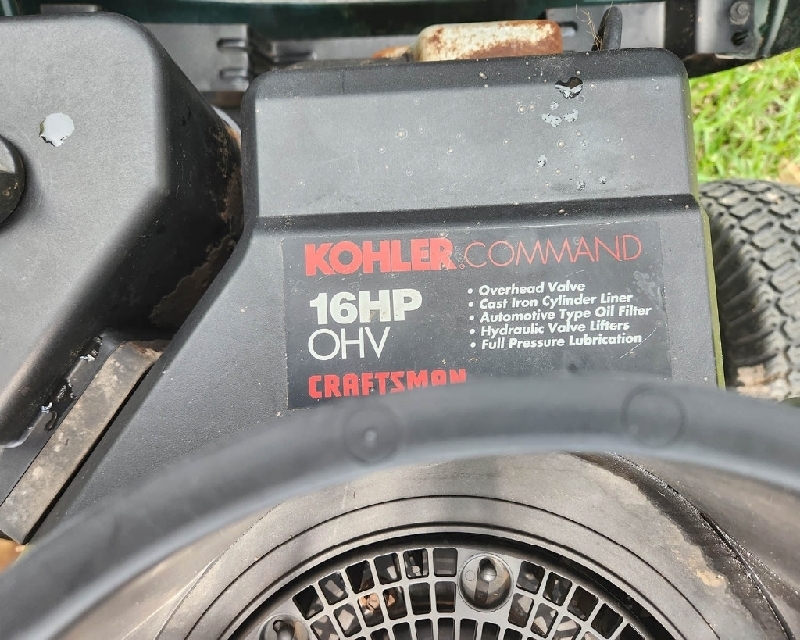 KOHLER COMMAND
16HP
OHV
• Overhead Valve
• Cast Iron Cylinder Liner
• Automotive Type Oil Filter
• Hydraulic Valve Lifters
• Full Pressure Lubrication
CRAFTSMAN